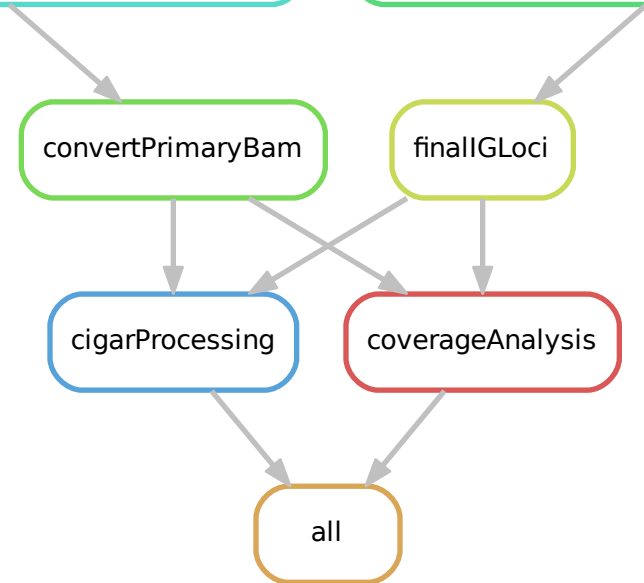 convertPrimaryBam
finalIGLoci
cigarProcessing
coverageAnalysis
all